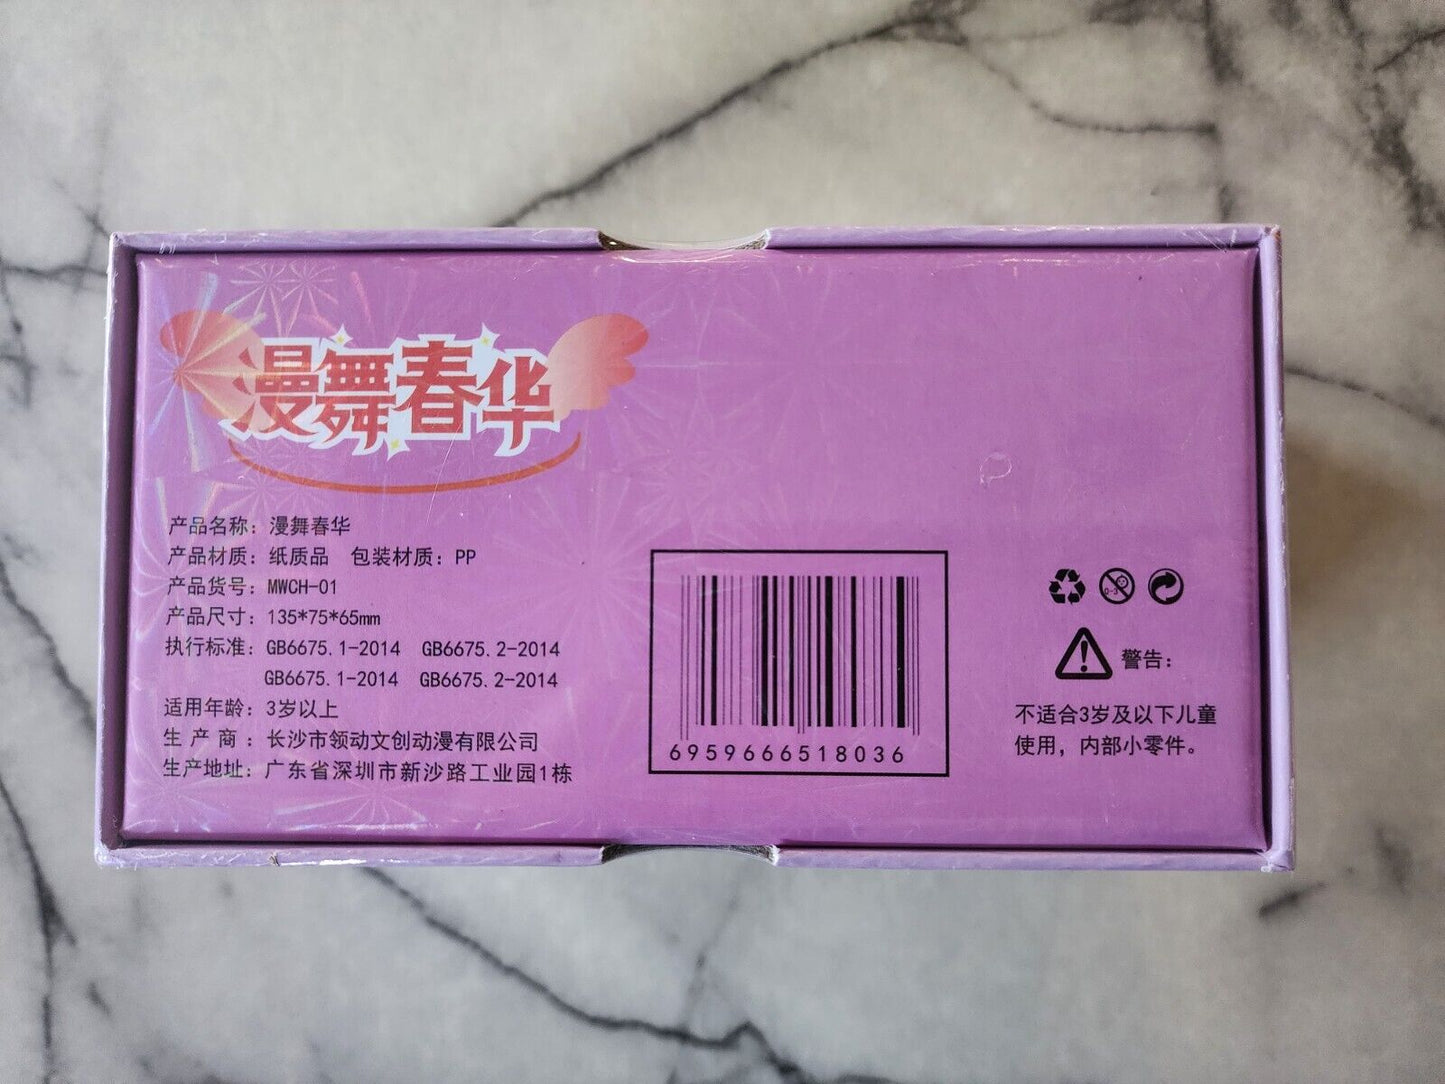 漫舞春华
产品名称：漫舞春华
产品材质：纸质品 包装材质：PP
产品货号：MWCH-01
产品尺寸：135*75*65mm
执行标准：GB6675.1-2014 GB6675.2-2014
GB6675.1-2014 GB6675.2-2014
适用年龄：3岁以上
生 产 商 ：长沙市领动文创动漫有限公司
生产地址：广东省深圳市新沙路工业园1栋
6959666518036
0-3
警告：
不适合3岁及以下儿童
使用，内部小零件。